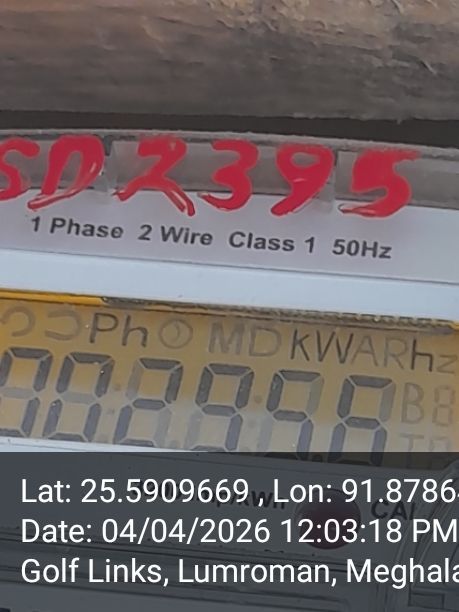 SD2395
1 Phase 2 Wire Class 1 50Hz
Ph MD kWARhz
Lat: 25.5909669 , Lon: 91.8786
Date: 04/04/2026 12:03:18 PM
Golf Links, Lumroman, Meghala